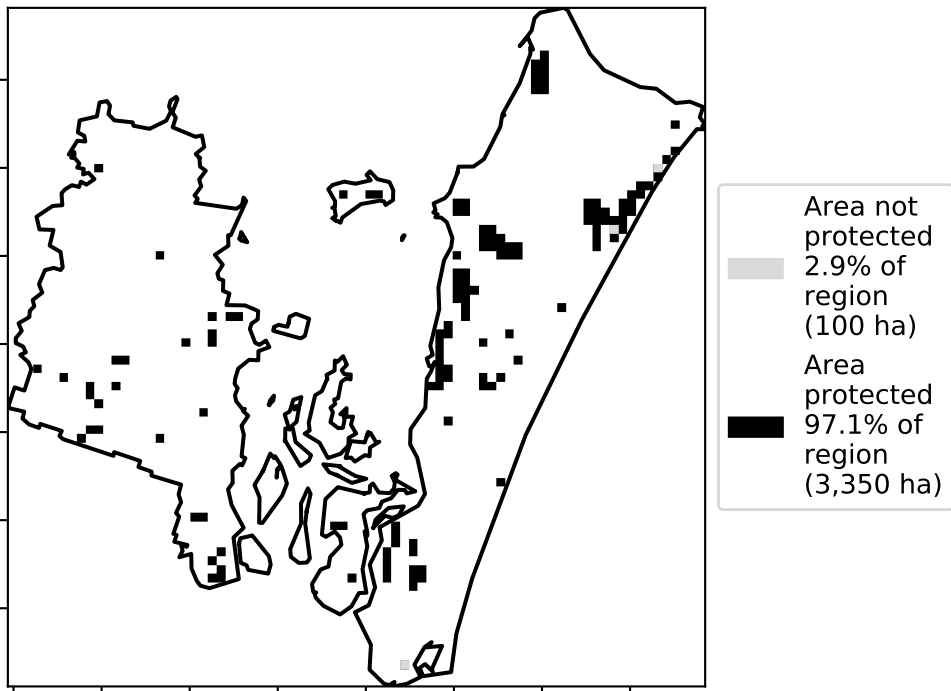 Area not
protected
2.9% of
region
(100 ha)
Area
protected
97.1% of
region
(3,350 ha)